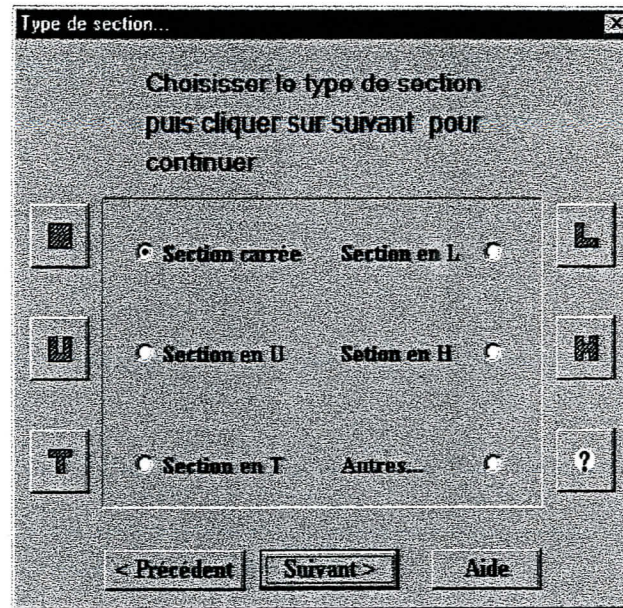 Type de section...
Choisisser le type de section
puis cliquer sur suivant pour
continuer
Section carrée Section en L
L
U
Section en U Setion en H
H
T
Section en T Autres...
?
< Précédent Suivant > Aide